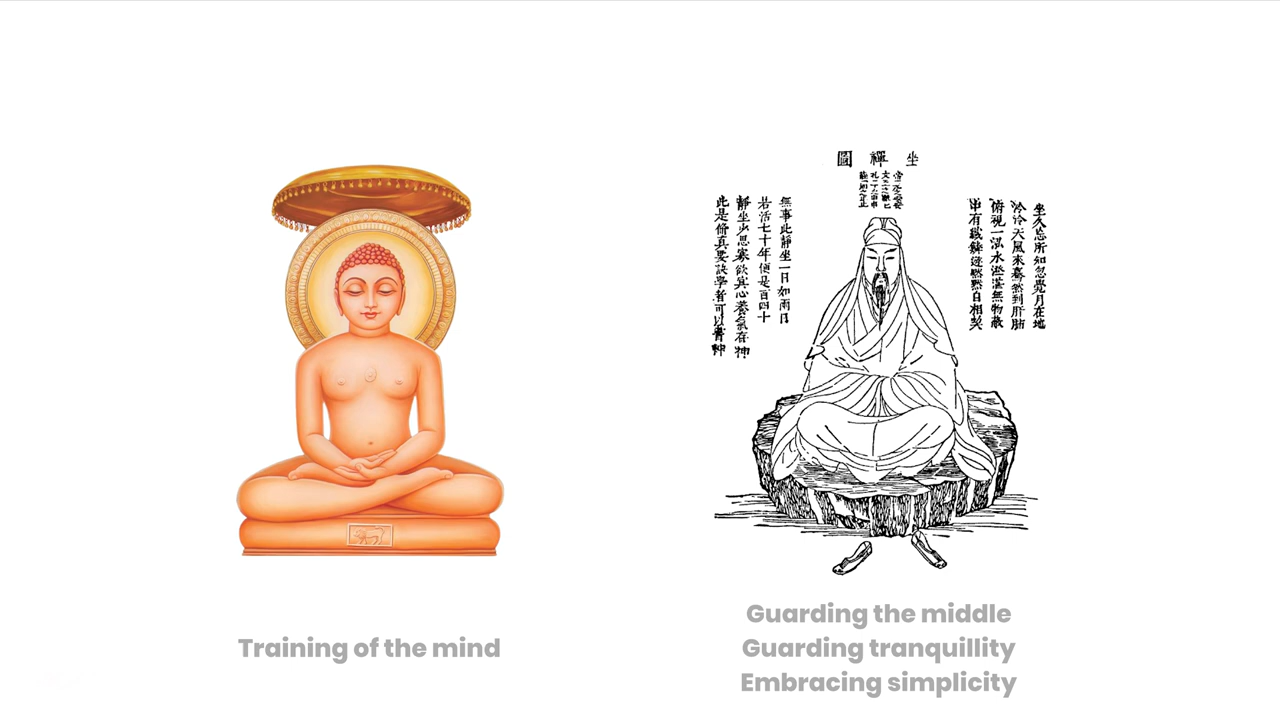 坐禪圖
坐久忘所知忽覺月在地
冷冷天風來驀然到肝肺
俯視一泓水澄湛無物蔽
中有纖鱗遊默默自相契
無事此靜坐一日如兩日
若活七十年便是百四十
靜坐少思寡欲冥心養氣存神
此是修真要訣學者可以書紳
Training of the mind
Guarding the middle
Guarding tranquillity
Embracing simplicity